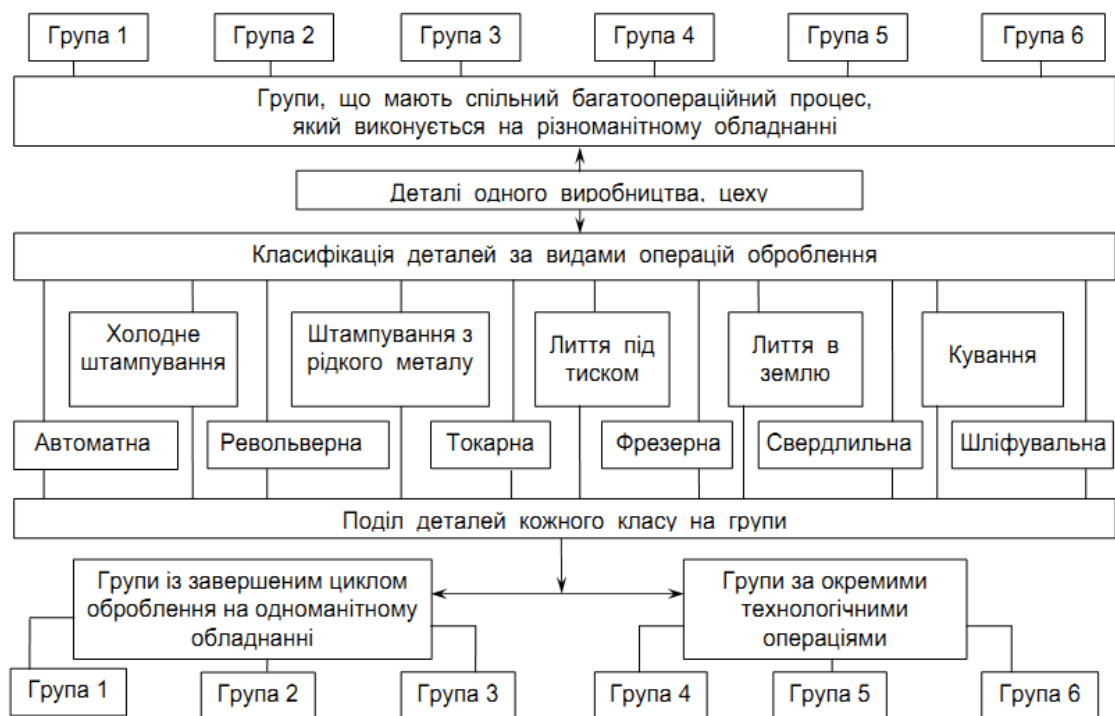 Група 1
Група 2
Група 3
Група 4
Група 5
Група 6
Групи, що мають спільний багатоопераційний процес,
який виконується на різноманітному обладнанні
Деталі одного виробництва, цеху
Класифікація деталей за видами операцій оброблення
Холодне
штампування
Штампування з
рідкого металу
Лиття під
тиском
Лиття в
землю
Кування
Автоматна
Револьверна
Токарна
Фрезерна
Свердлильна
Шліфувальна
Поділ деталей кожного класу на групи
Групи із завершеним циклом
оброблення на одноманітному
обладнанні
Групи за окремими
технологічними
операціями
Група 1
Група 2
Група 3
Група 4
Група 5
Група 6